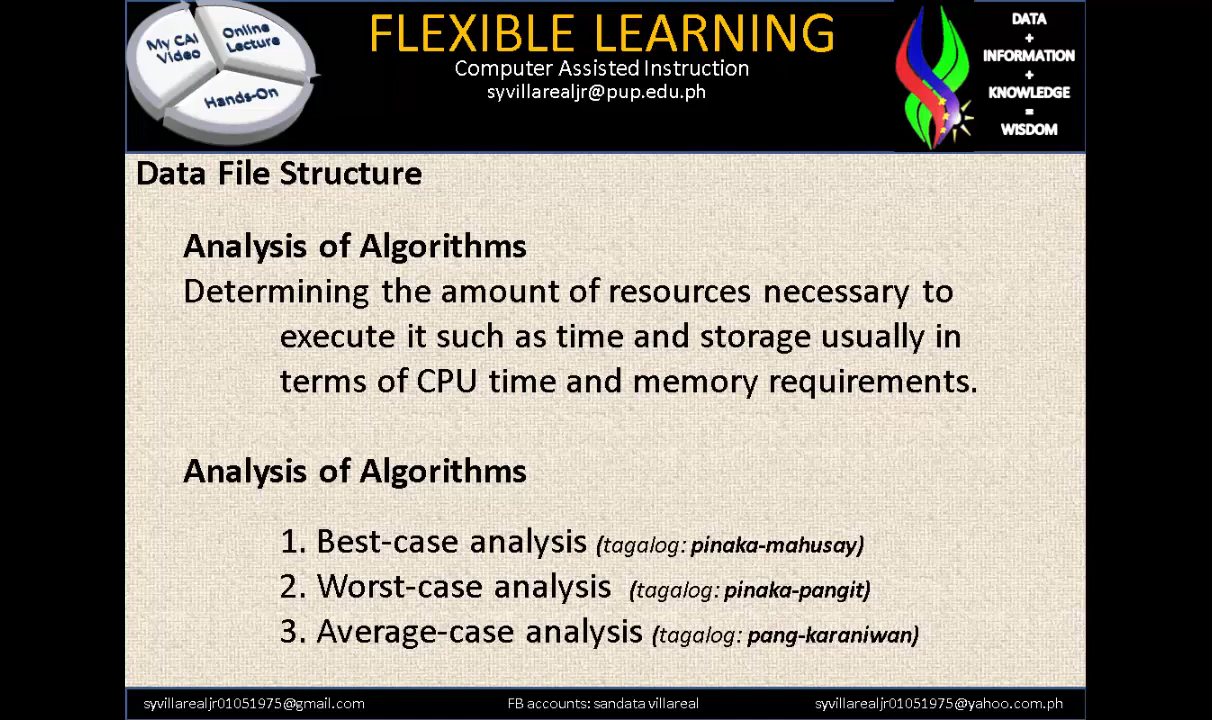 My CAI
Video
Online
Lecture
Hands-On
FLEXIBLE LEARNING
Computer Assisted Instruction
syvillarealjr@pup.edu.ph
DATA
+
INFORMATION
+
KNOWLEDGE
=
WISDOM
Data File Structure
Analysis of Algorithms
Determining the amount of resources necessary to
execute it such as time and storage usually in
terms of CPU time and memory requirements.
Analysis of Algorithms
1. Best-case analysis (tagalog: pinaka-mahusay)
2. Worst-case analysis (tagalog: pinaka-pangit)
3. Average-case analysis (tagalog: pang-karaniwan)
syvillarealjr01051975@gmail.com
FB accounts: sandata villareal
syvillarealjr01051975@yahoo.com.ph